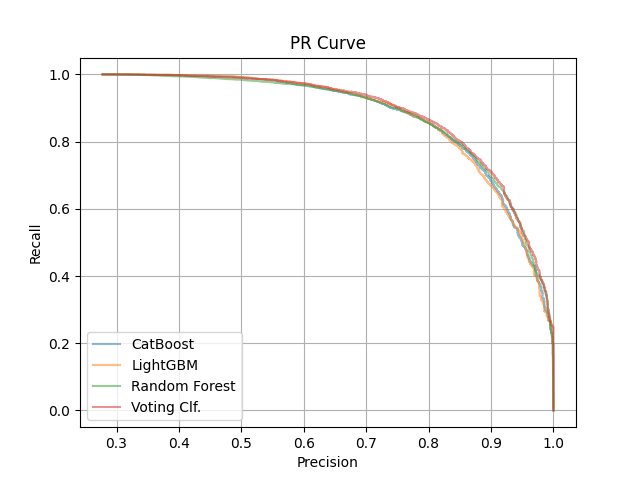 PR Curve
Recall
1.0
0.8
0.6
0.4
0.2
0.0
CatBoost
LightGBM
Random Forest
Voting Clf.
0.3 0.4 0.5 0.6 0.7 0.8 0.9 1.0
Precision